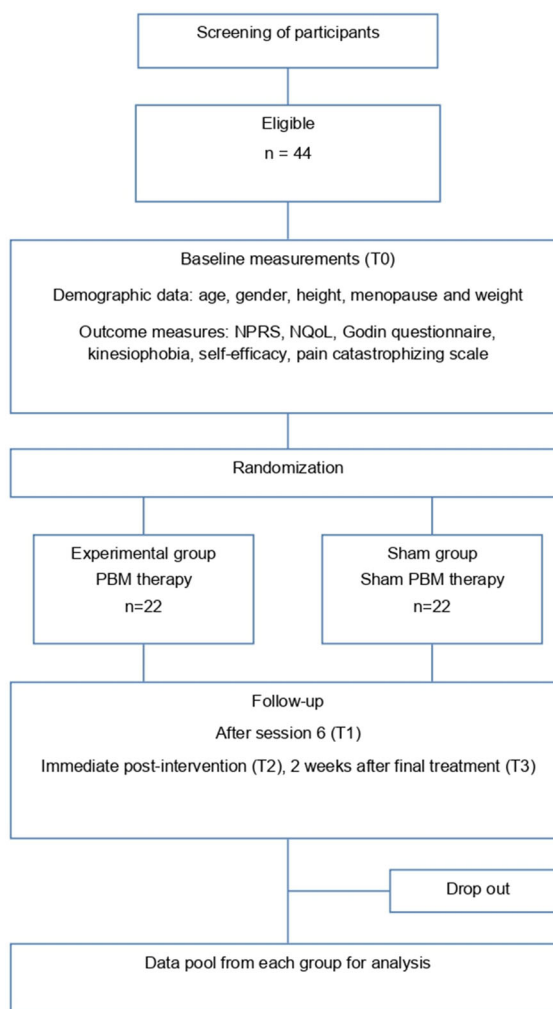 Screening of participants
Eligible
n = 44
Baseline measurements (T0)
Demographic data: age, gender, height, menopause and weight
Outcome measures: NPRS, NQoL, Godin questionnaire,
kinesiophobia, self-efficacy, pain catastrophizing scale
Randomization
Experimental group
PBM therapy
n=22
Sham group
Sham PBM therapy
n=22
Follow-up
After session 6 (T1)
Immediate post-intervention (T2), 2 weeks after final treatment (T3)
Drop out
Data pool from each group for analysis